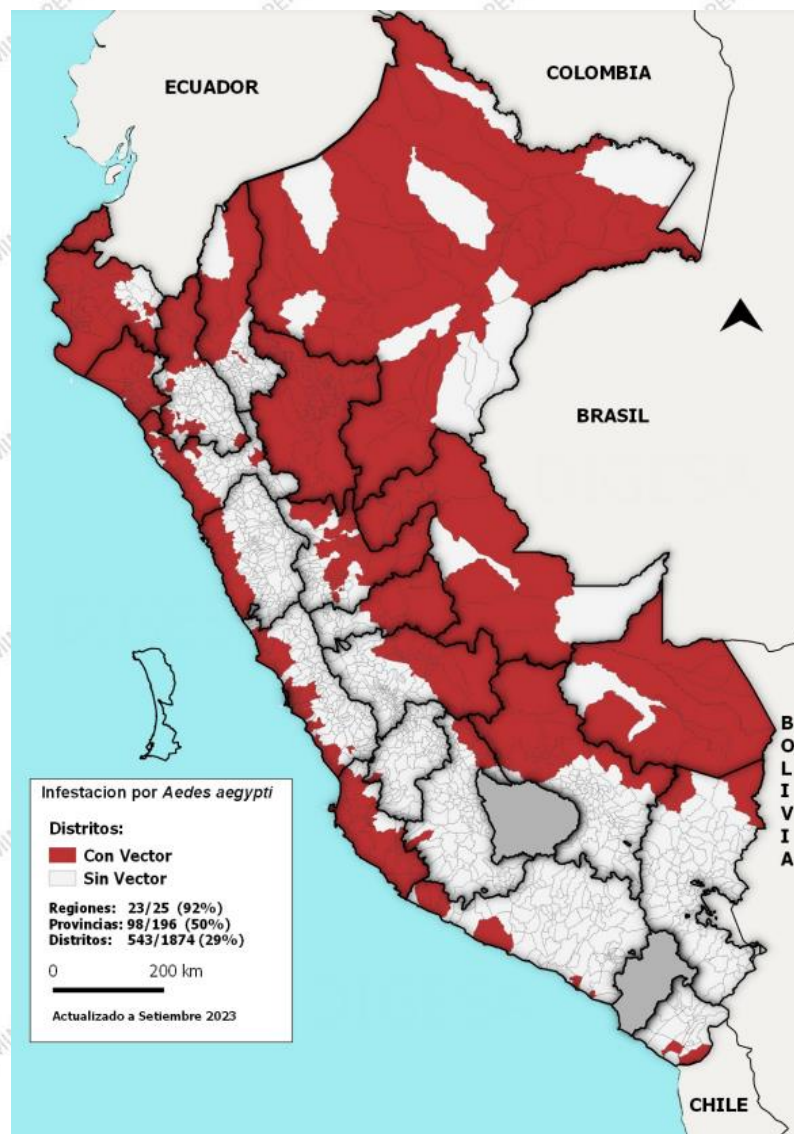 ECUADOR
COLOMBIA
BRASIL
BOLIVIA
Infestacion por Aedes aegypti
Distritos:
Con Vector
Sin Vector
Regiones: 23/25 (92%)
Provincias: 98/196 (50%)
Distritos: 543/1874 (29%)
0 200 km
Actualizado a Setiembre 2023
CHILE